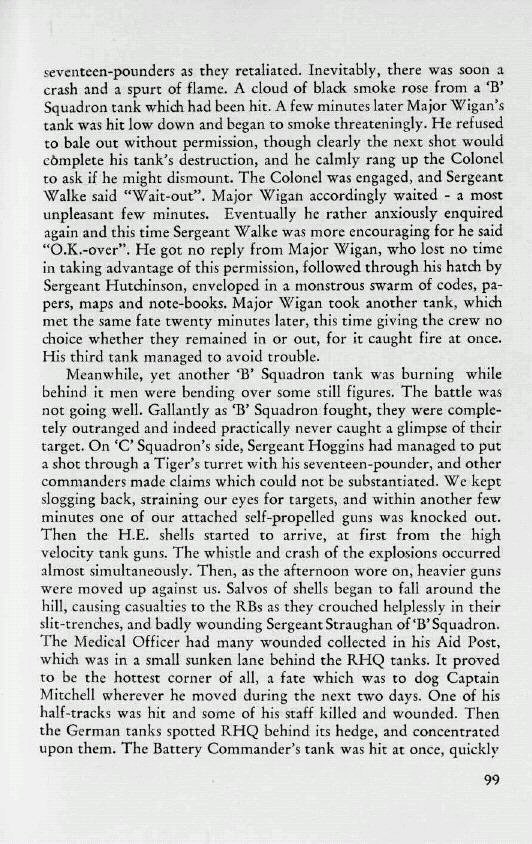 seventeen-pounders as they retaliated. Inevitably, there was soon a
crash and a spurt of flame. A cloud of black smoke rose from a 'B'
Squadron tank which had been hit. A few minutes later Major Wigan's
tank was hit low down and began to smoke threateningly. He refused
to bale out without permission, though clearly the next shot would
complete his tank's destruction, and he calmly rang up the Colonel
to ask if he might dismount. The Colonel was engaged, and Sergeant
Walke said "Wait-out". Major Wigan accordingly waited - a most
unpleasant few minutes. Eventually he rather anxiously enquired
again and this time Sergeant Walke was more encouraging for he said
"O.K.-over". He got no reply from Major Wigan, who lost no time
in taking advantage of this permission, followed through his hatch by
Sergeant Hutchinson, enveloped in a monstrous swarm of codes, pa-
pers, maps and note-books. Major Wigan took another tank, which
met the same fate twenty minutes later, this time giving the crew no
choice whether they remained in or out, for it caught fire at once.
His third tank managed to avoid trouble.
Meanwhile, yet another 'B' Squadron tank was burning while
behind it men were bending over some still figures. The battle was
not going well. Gallantly as 'B' Squadron fought, they were comple-
tely outranged and indeed practically never caught a glimpse of their
target. On 'C' Squadron's side, Sergeant Hoggins had managed to put
a shot through a Tiger's turret with his seventeen-pounder, and other
commanders made claims which could not be substantiated. We kept
slogging back, straining our eyes for targets, and within another few
minutes one of our attached self-propelled guns was knocked out.
Then the H.E. shells started to arrive, at first from the high
velocity tank guns. The whistle and crash of the explosions occurred
almost simultaneously. Then, as the afternoon wore on, heavier guns
were moved up against us. Salvos of shells began to fall around the
hill, causing casualties to the RBs as they crouched helplessly in their
slit-trenches, and badly wounding Sergeant Straughan of 'B' Squadron.
The Medical Officer had many wounded collected in his Aid Post,
which was in a small sunken lane behind the RHQ tanks. It proved
to be the hottest corner of all, a fate which was to dog Captain
Mitchell wherever he moved during the next two days. One of his
half-tracks was hit and some of his staff killed and wounded. Then
the German tanks spotted RHQ behind its hedge, and concentrated
upon them. The Battery Commander's tank was hit at once, quickly
99